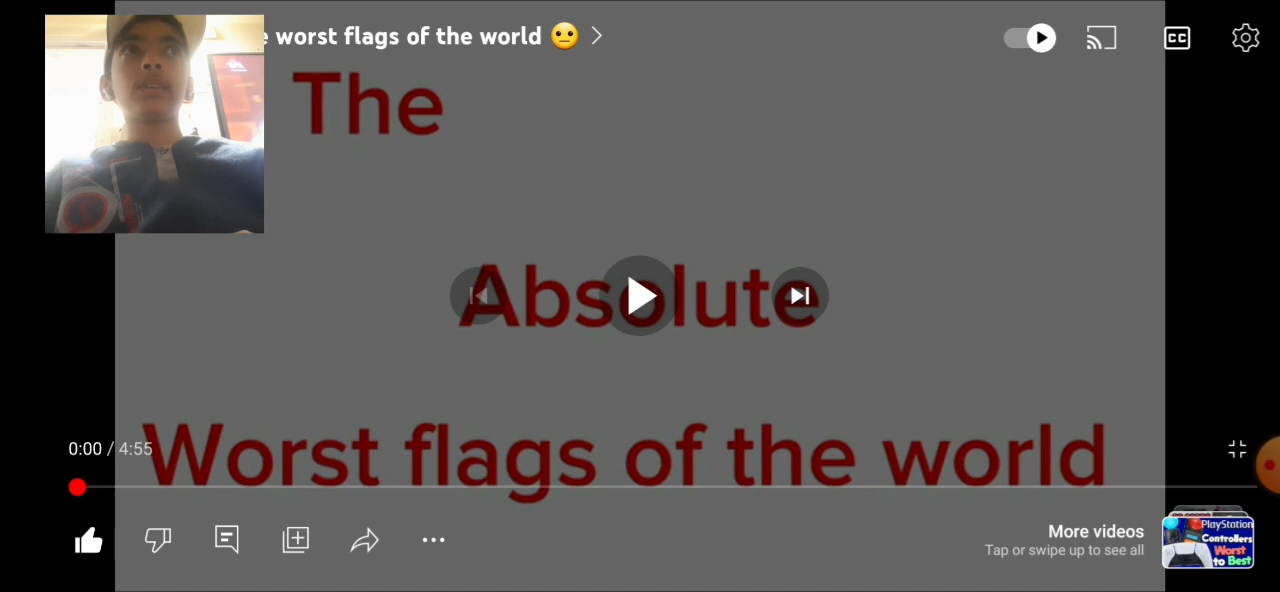 e worst flags of the world 😐
The
CC
Absolute
0:00 / 4:55
Worst flags of the world
More videos
Tap or swipe up to see all
PlayStation
Controllers
Worst
to Best